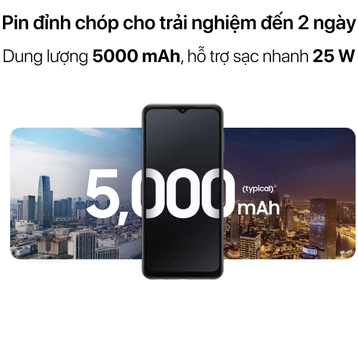 Pin đỉnh chóp cho trải nghiệm đến 2 ngày
Dung lượng 5000 mAh, hỗ trợ sạc nhanh 25 W
5,000 (typical) mAh